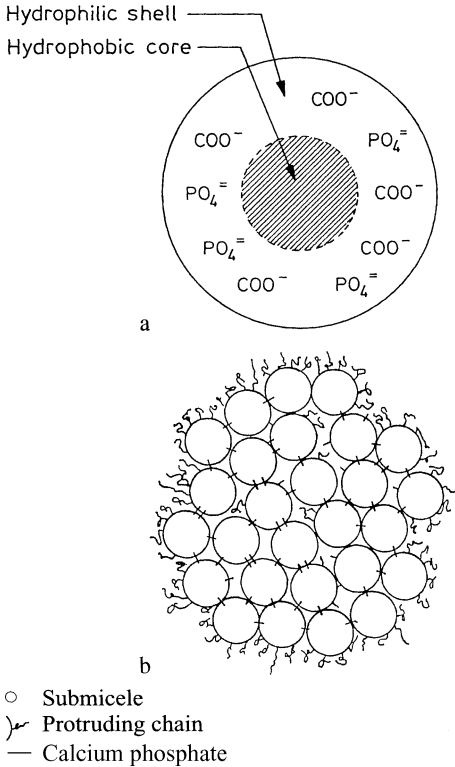 Hydrophilic shell
Hydrophobic core
COO⁻
COO⁻ PO₄⁼
PO₄⁼ COO⁻
PO₄⁼ COO⁻
COO⁻ PO₄⁼
a
b
Submicele
Protruding chain
Calcium phosphate